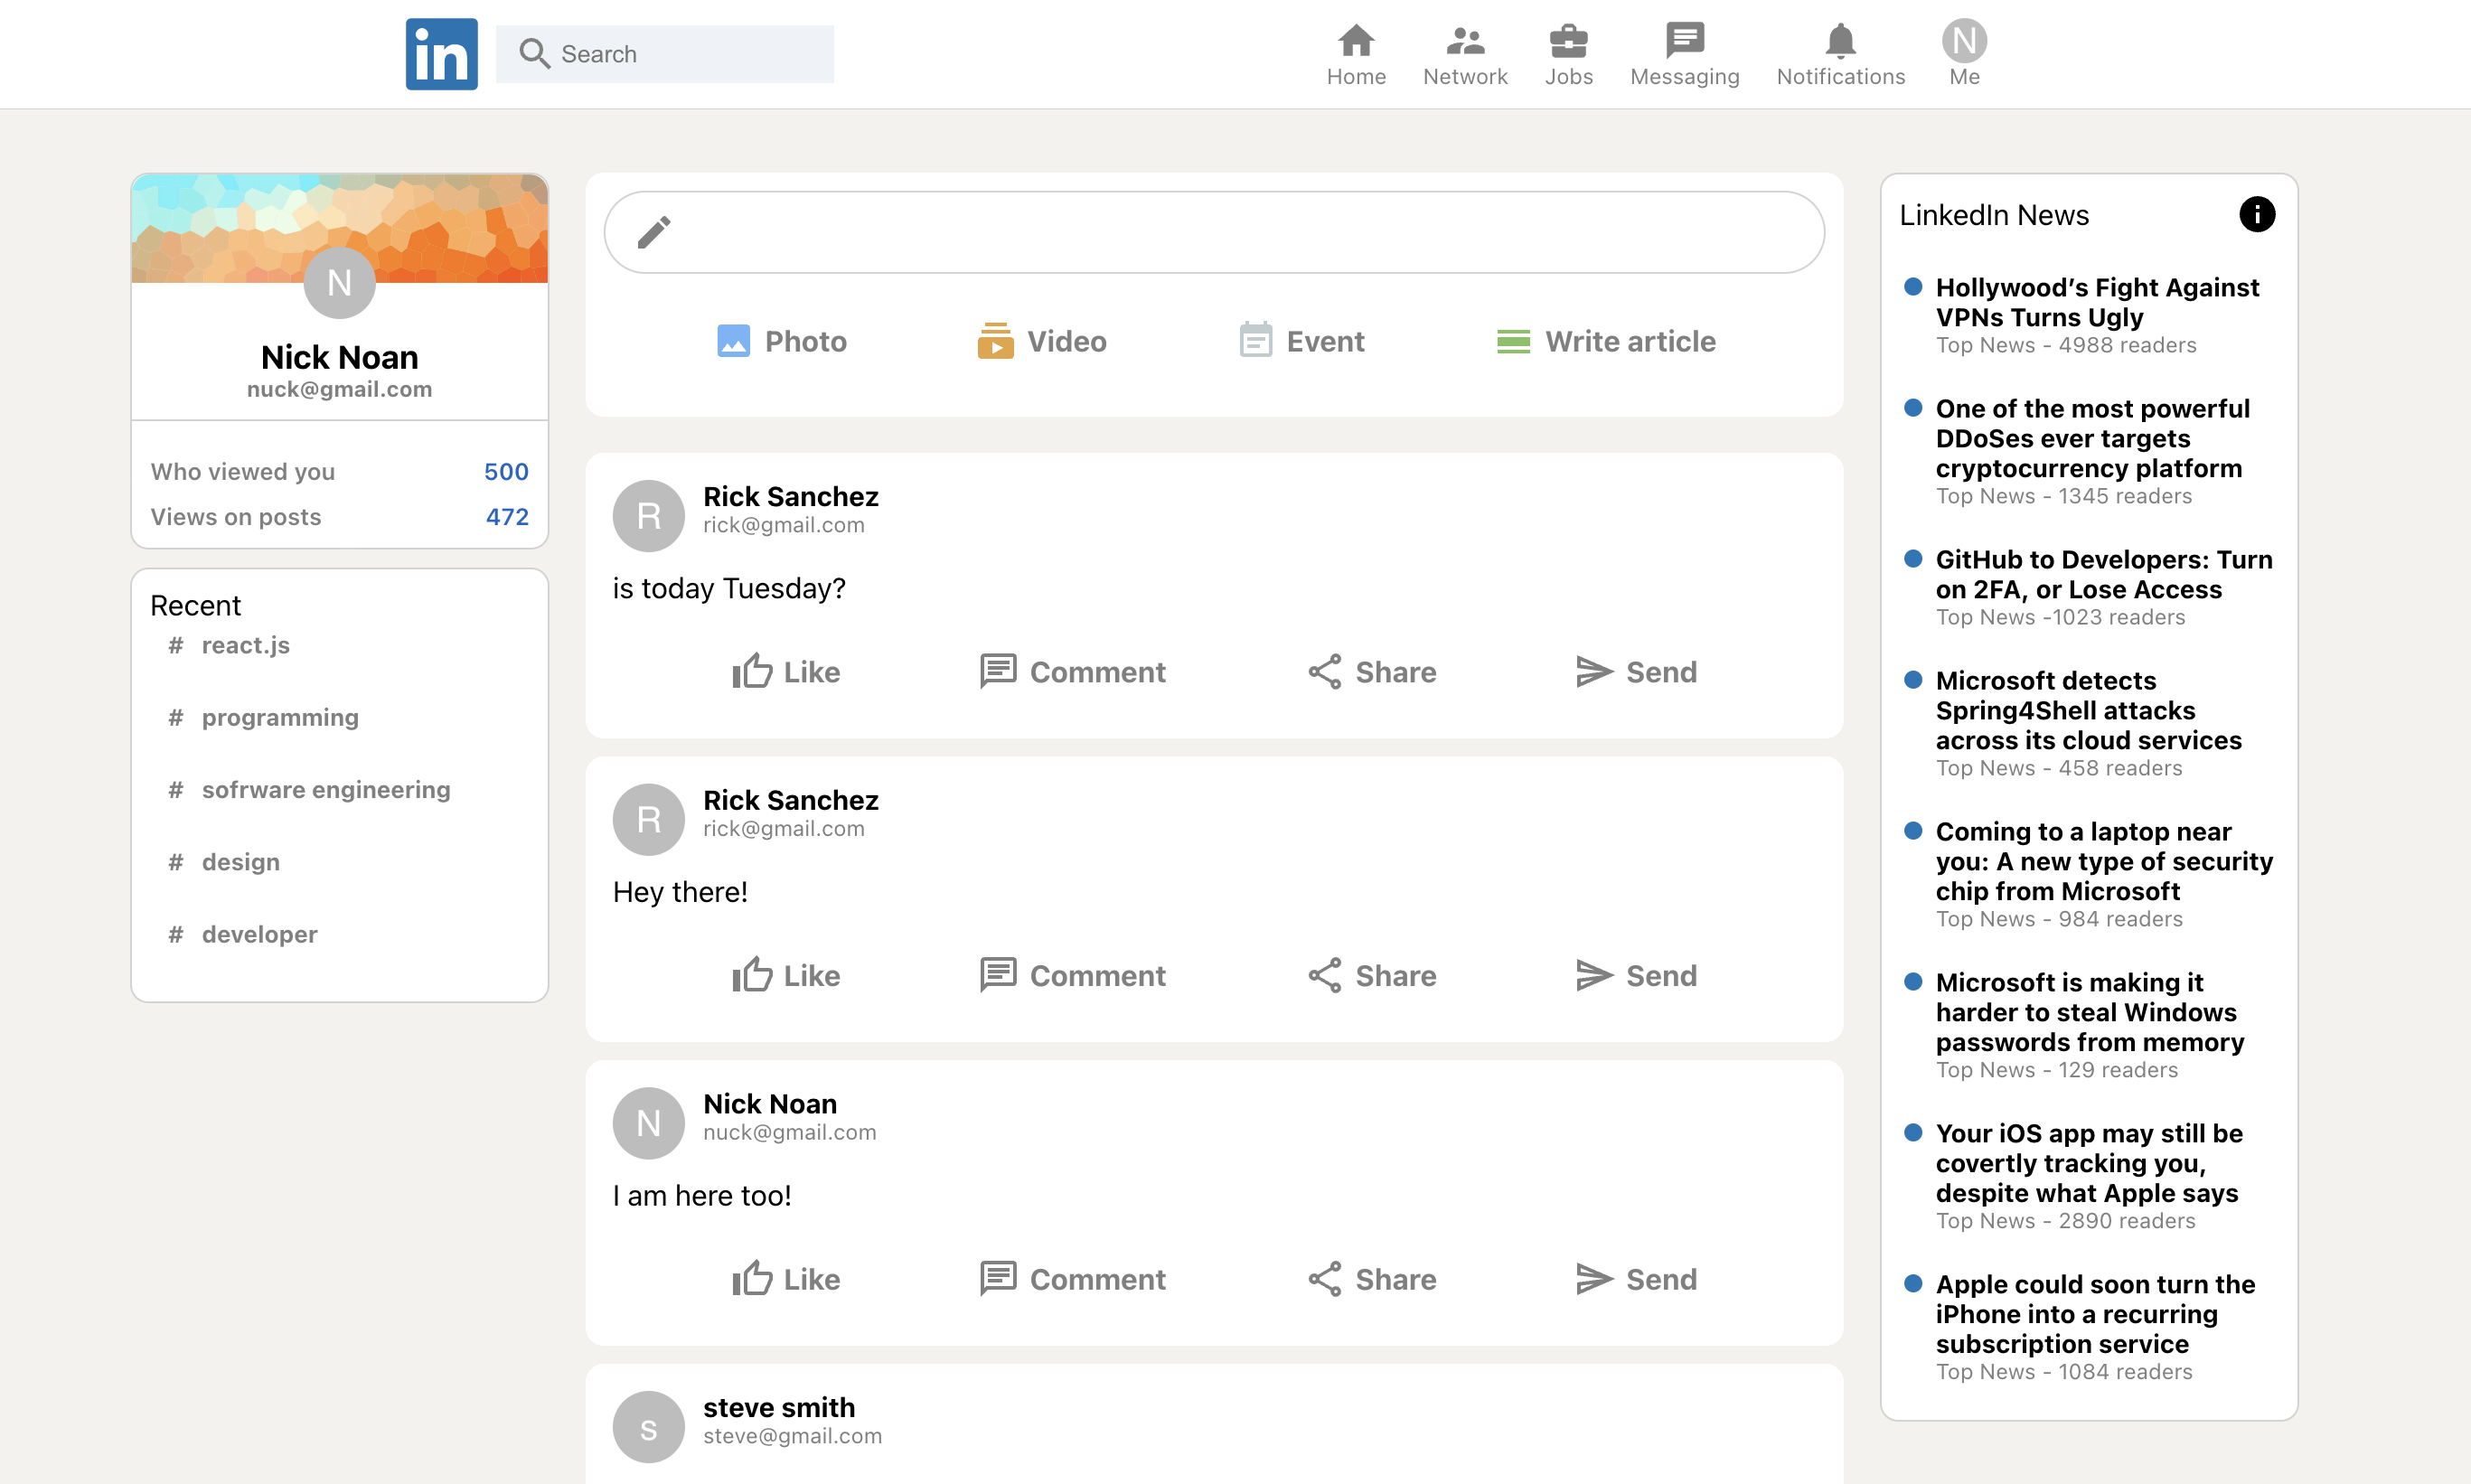 in
Search
Home
Network
Jobs
Messaging
Notifications
N
Me
N
Nick Noan
nuck@gmail.com
Who viewed you 500
Views on posts 472
Recent
# react.js
# programming
# sofrware engineering
# design
# developer
Photo
Video
Event
Write article
R
Rick Sanchez
rick@gmail.com
is today Tuesday?
Like
Comment
Share
Send
R
Rick Sanchez
rick@gmail.com
Hey there!
Like
Comment
Share
Send
N
Nick Noan
nuck@gmail.com
I am here too!
Like
Comment
Share
Send
s
steve smith
steve@gmail.com
LinkedIn News
i
Hollywood’s Fight Against
VPNs Turns Ugly
Top News - 4988 readers
One of the most powerful
DDoSes ever targets
cryptocurrency platform
Top News - 1345 readers
GitHub to Developers: Turn
on 2FA, or Lose Access
Top News -1023 readers
Microsoft detects
Spring4Shell attacks
across its cloud services
Top News - 458 readers
Coming to a laptop near
you: A new type of security
chip from Microsoft
Top News - 984 readers
Microsoft is making it
harder to steal Windows
passwords from memory
Top News - 129 readers
Your iOS app may still be
covertly tracking you,
despite what Apple says
Top News - 2890 readers
Apple could soon turn the
iPhone into a recurring
subscription service
Top News - 1084 readers